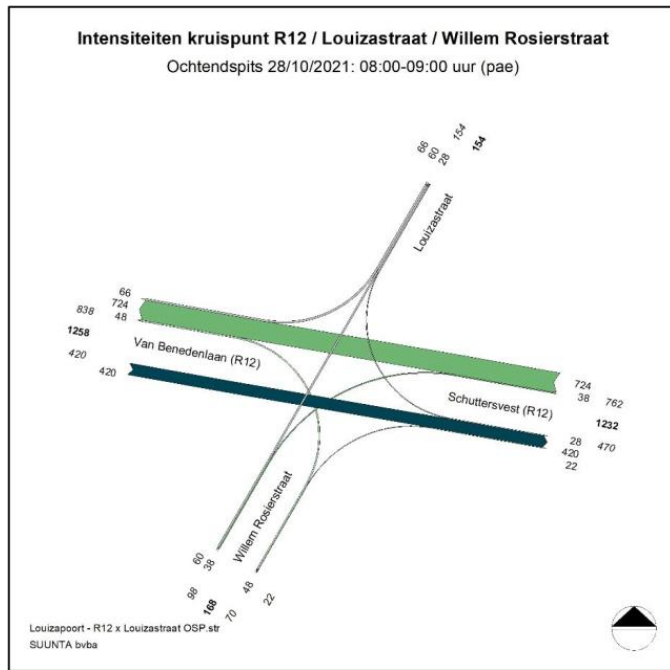 Intensiteiten kruispunt R12 / Louizastraat / Willem Rosierstraat
Ochtendspits 28/10/2021: 08:00-09:00 uur (pae)
66 60 28 154 154
Louizastraat
66
724
48
838
1258
420
420
Van Benedenlaan (R12)
724
38
762
1232
Schuttersvest (R12)
28
420
22
470
Willem Rosierstraat
60 38
98 168 70
48 22
Louizapoort - R12 x Louizastraat OSP.str
SUUNTA bvba